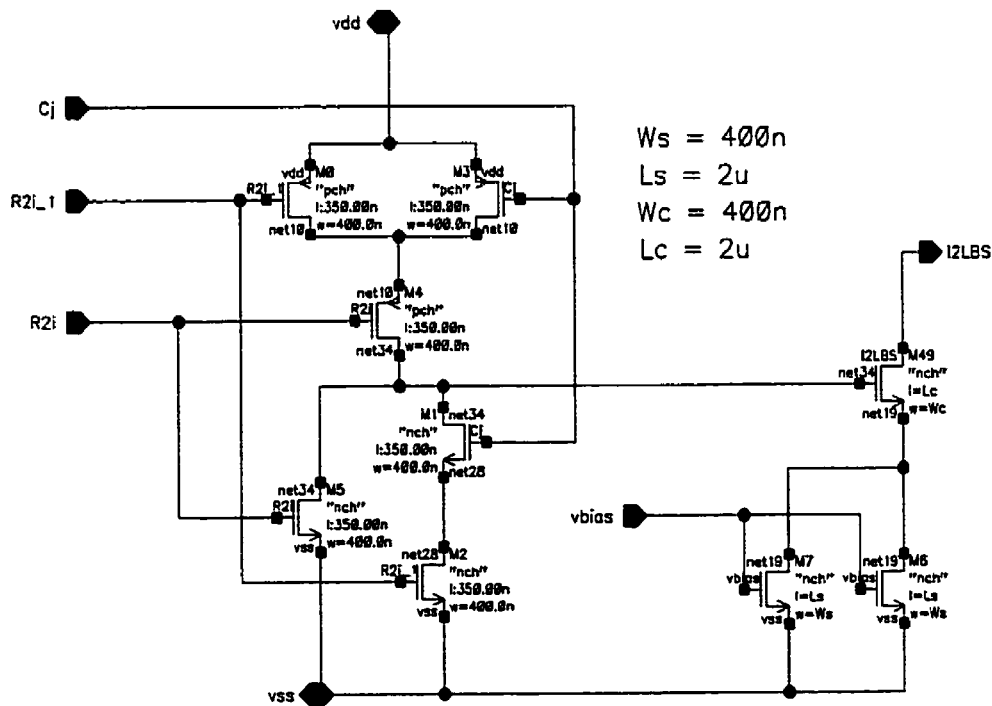 vdd
Cj
Ws = 400n
Ls = 2u
Wc = 400n
Lc = 2u
vdd M0
R2i_1
"pch"
l:350.00n
w=400.0n
net10
M3 vdd
Cj
"pch"
l:350.00n
w=400.0n
net10
R2i_1
I2LBS
net10 M4
R2i
"pch"
l:350.00n
w=400.0n
net34
R2i
I2LBS M49
net34
"nch"
l=Lc
w=Wc
net19
M1 net34
Cj
"nch"
l:350.00n
w=400.0n
net28
net34 M5
R2i
"nch"
l:350.00n
w=400.0n
vss
vbias
net28 M2
R2i_1
"nch"
l:350.00n
w=400.0n
vss
net19 M7
vbias
"nch"
l=Ls
w=Ws
vss
net19 M6
vbias
"nch"
l=Ls
w=Ws
vss
vss